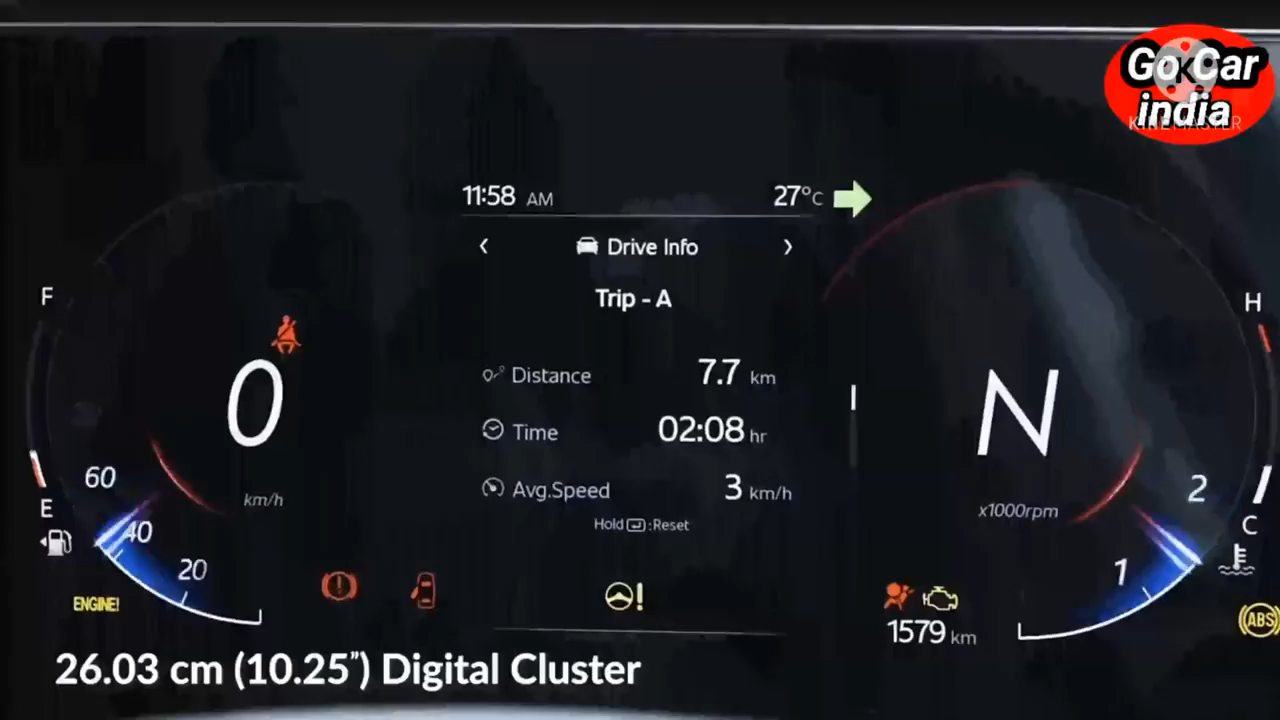 Go Car
india
KINEMASTER
11:58 AM
27°C
Drive Info
Trip - A
Distance 7.7 km
Time 02:08 hr
Avg.Speed 3 km/h
Hold :Reset
F
E
0
km/h
60
40
20
ENGINE!
N
x1000rpm
2
1
H
C
ABS
1579 km
26.03 cm (10.25”) Digital Cluster